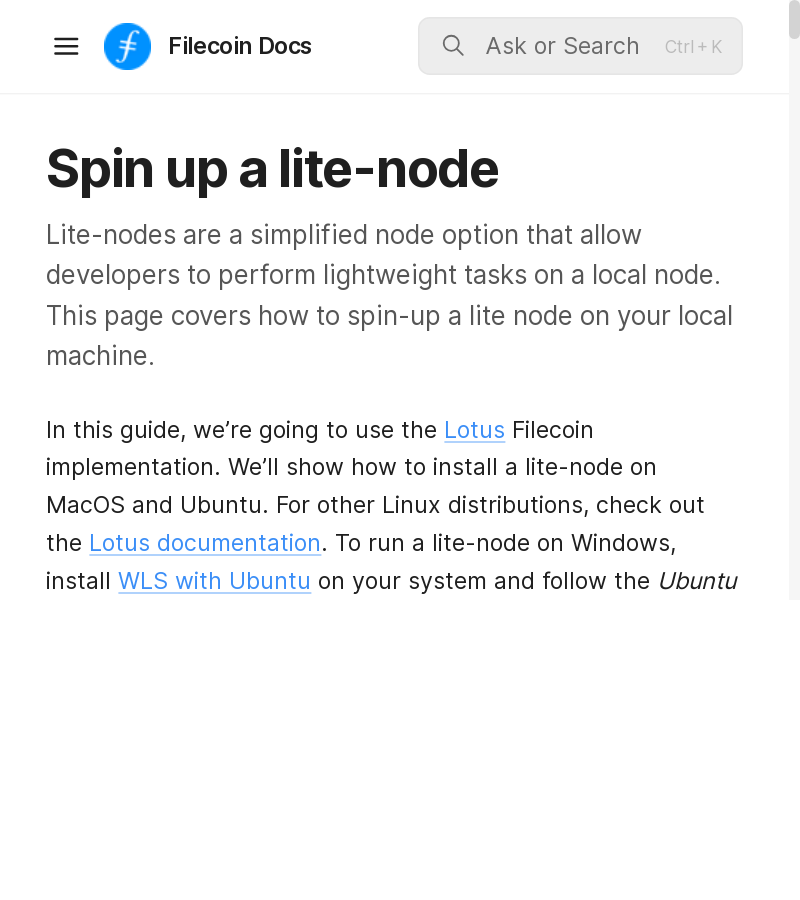 Filecoin Docs
Ask or Search
Ctrl + K
Spin up a lite-node
Lite-nodes are a simplified node option that allow
developers to perform lightweight tasks on a local node.
This page covers how to spin-up a lite node on your local
machine.
In this guide, we’re going to use the Lotus Filecoin
implementation. We’ll show how to install a lite-node on
MacOS and Ubuntu. For other Linux distributions, check out
the Lotus documentation. To run a lite-node on Windows,
install WLS with Ubuntu on your system and follow the Ubuntu